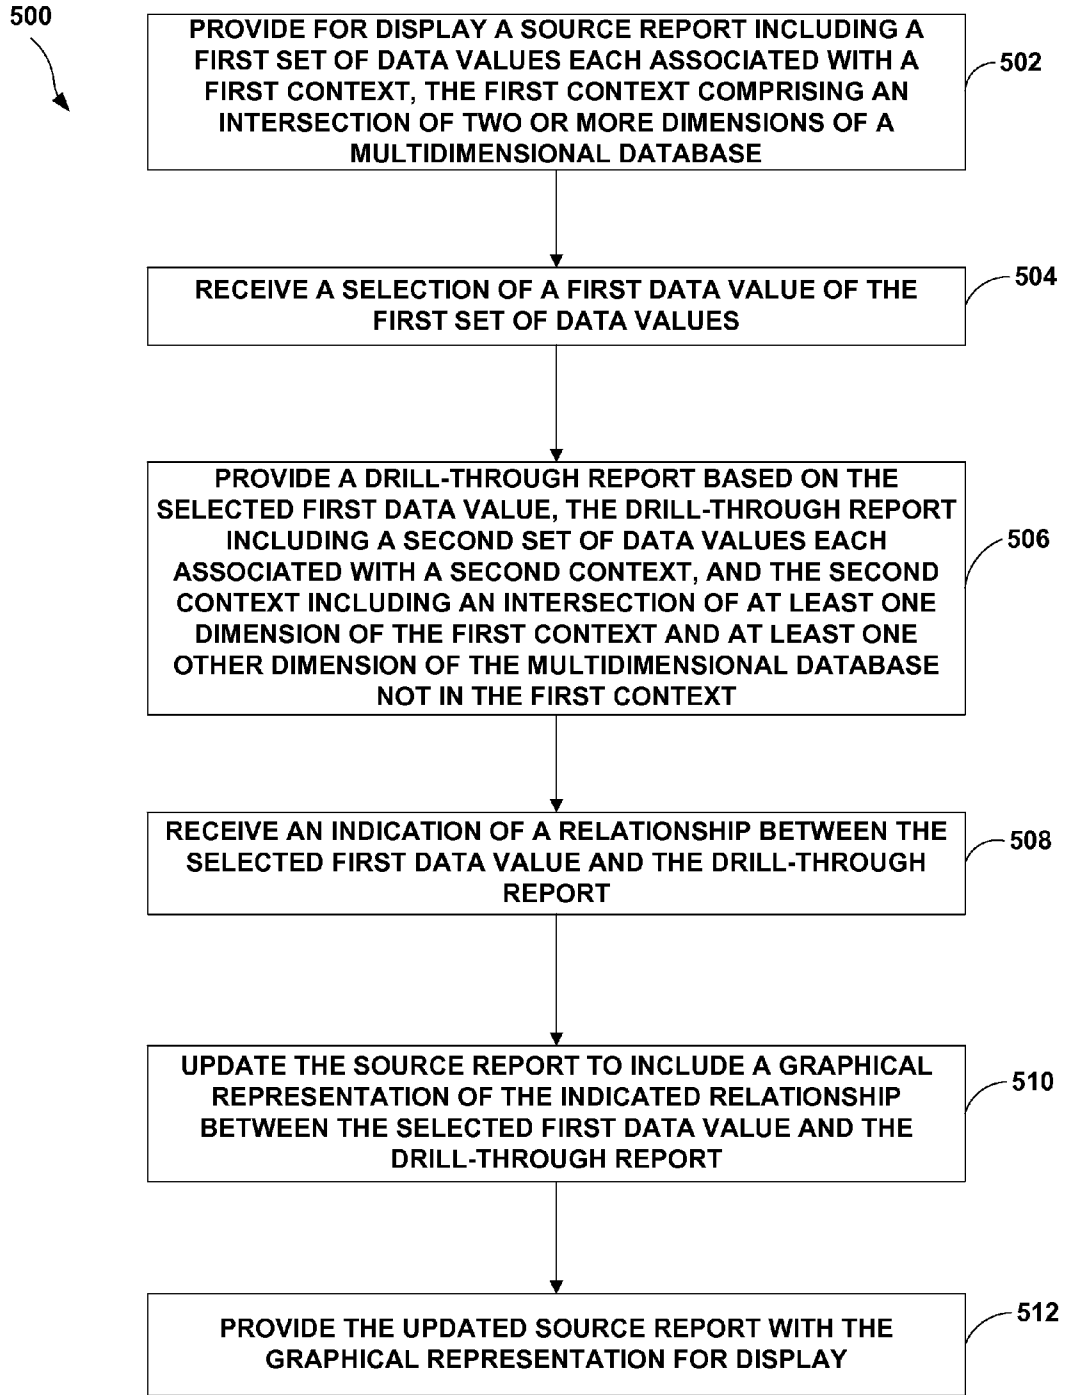 500
PROVIDE FOR DISPLAY A SOURCE REPORT INCLUDING A
FIRST SET OF DATA VALUES EACH ASSOCIATED WITH A
FIRST CONTEXT, THE FIRST CONTEXT COMPRISING AN
INTERSECTION OF TWO OR MORE DIMENSIONS OF A
MULTIDIMENSIONAL DATABASE
502
RECEIVE A SELECTION OF A FIRST DATA VALUE OF THE
FIRST SET OF DATA VALUES
504
PROVIDE A DRILL-THROUGH REPORT BASED ON THE
SELECTED FIRST DATA VALUE, THE DRILL-THROUGH REPORT
INCLUDING A SECOND SET OF DATA VALUES EACH
ASSOCIATED WITH A SECOND CONTEXT, AND THE SECOND
CONTEXT INCLUDING AN INTERSECTION OF AT LEAST ONE
DIMENSION OF THE FIRST CONTEXT AND AT LEAST ONE
OTHER DIMENSION OF THE MULTIDIMENSIONAL DATABASE
NOT IN THE FIRST CONTEXT
506
RECEIVE AN INDICATION OF A RELATIONSHIP BETWEEN THE
SELECTED FIRST DATA VALUE AND THE DRILL-THROUGH
REPORT
508
UPDATE THE SOURCE REPORT TO INCLUDE A GRAPHICAL
REPRESENTATION OF THE INDICATED RELATIONSHIP
BETWEEN THE SELECTED FIRST DATA VALUE AND THE
DRILL-THROUGH REPORT
510
PROVIDE THE UPDATED SOURCE REPORT WITH THE
GRAPHICAL REPRESENTATION FOR DISPLAY
512